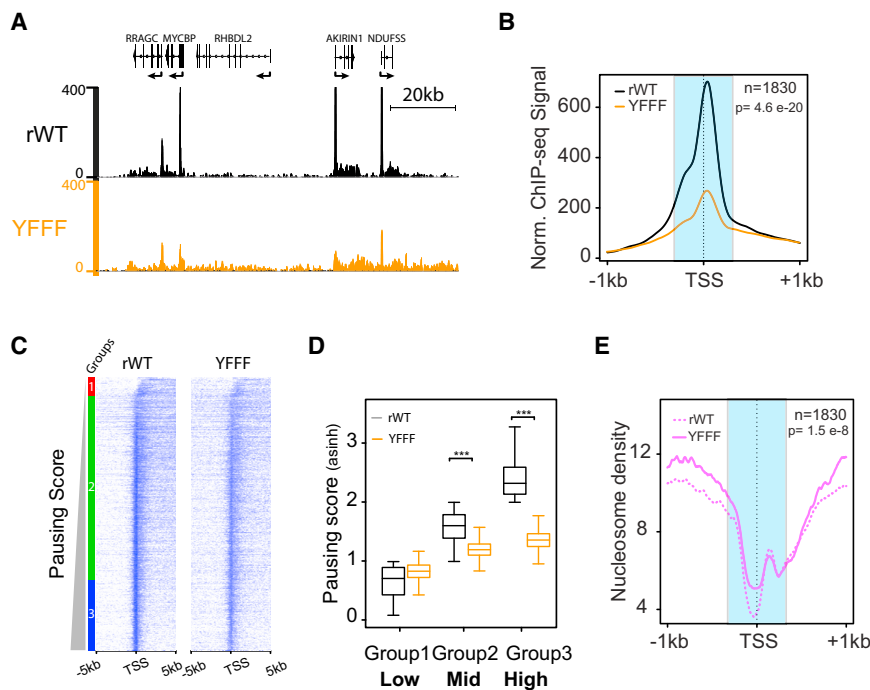 A
RRAGC MYCBP RHBDL2 AKIRIN1 NDUFSS
400
20kb
rWT
0
400
YFFF
0
B
rWT
YFFF
n=1830
p= 4.6 e-20
Norm. ChIP-seq Signal
600
400
200
0
-1kb TSS +1kb
C
Groups
rWT YFFF
1
2
3
Pausing Score
-5kb TSS 5kb -5kb TSS 5kb
D
rWT
YFFF
*** ***
Pausing score (asinh)
3
2
1
0
Group1 Group2 Group3
Low Mid High
E
rWT
YFFF
n=1830
p= 1.5 e-8
Nucleosome density
12
10
8
6
4
-1kb TSS +1kb